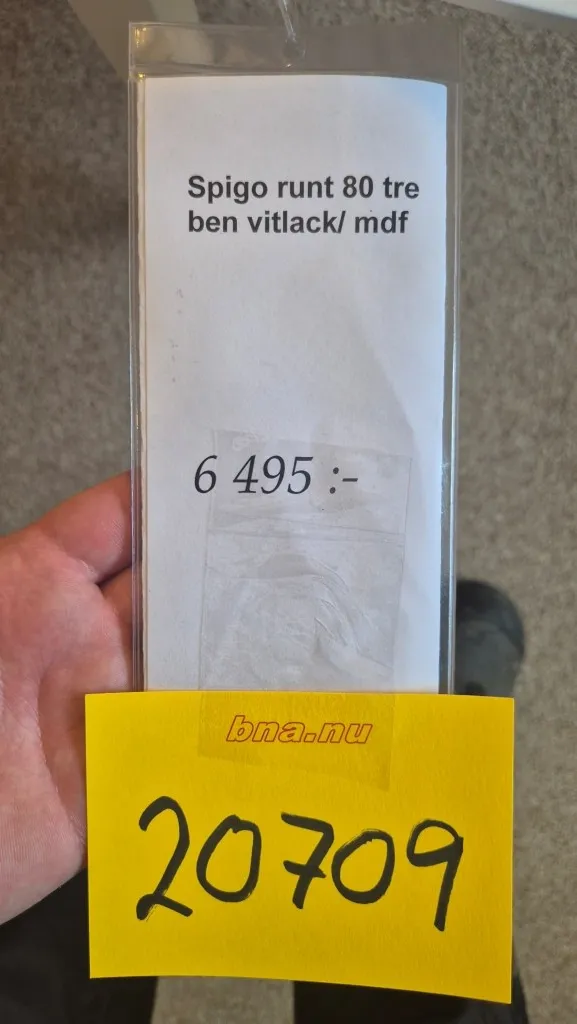 Spigo runt 80 tre
ben vitlack/ mdf
6 495 :-
bna.nu
20709